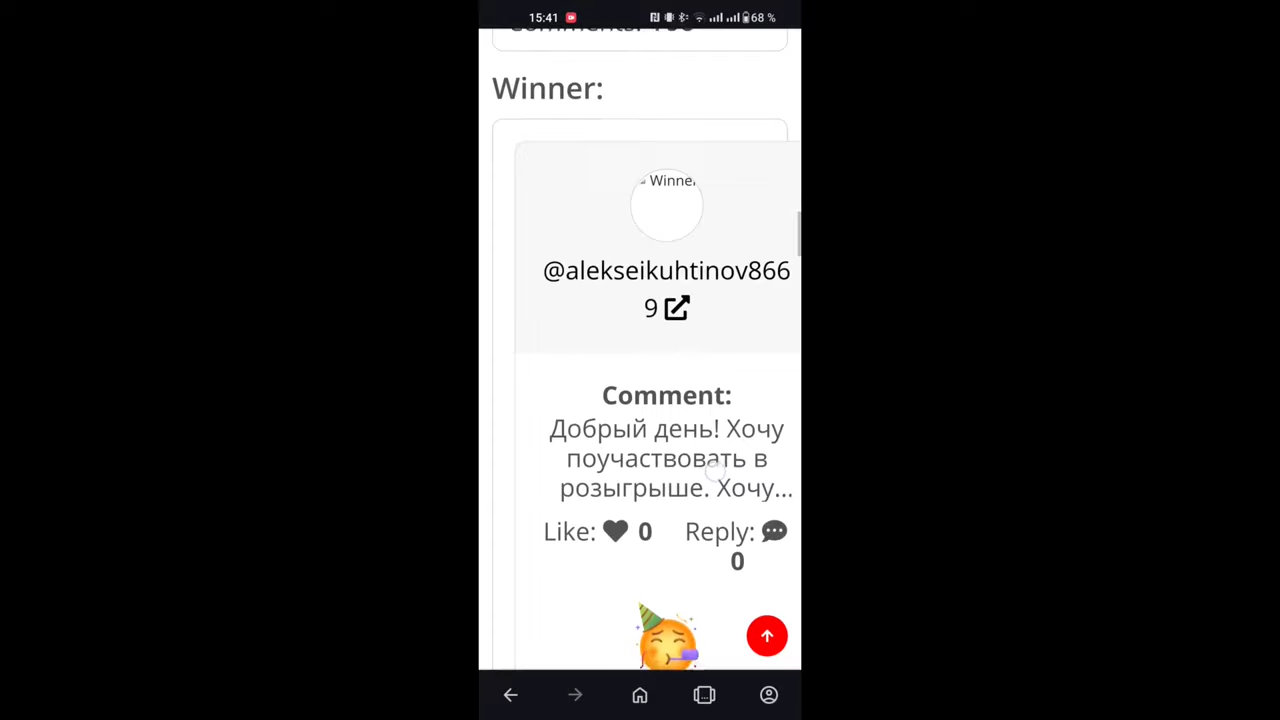 15:41 68 %
Winner:
Winner
@alekseikuhtinov866
9
Comment:
Добрый день! Хочу
поучаствовать в
розыгрыше. Хочу...
Like: 0 Reply:
0